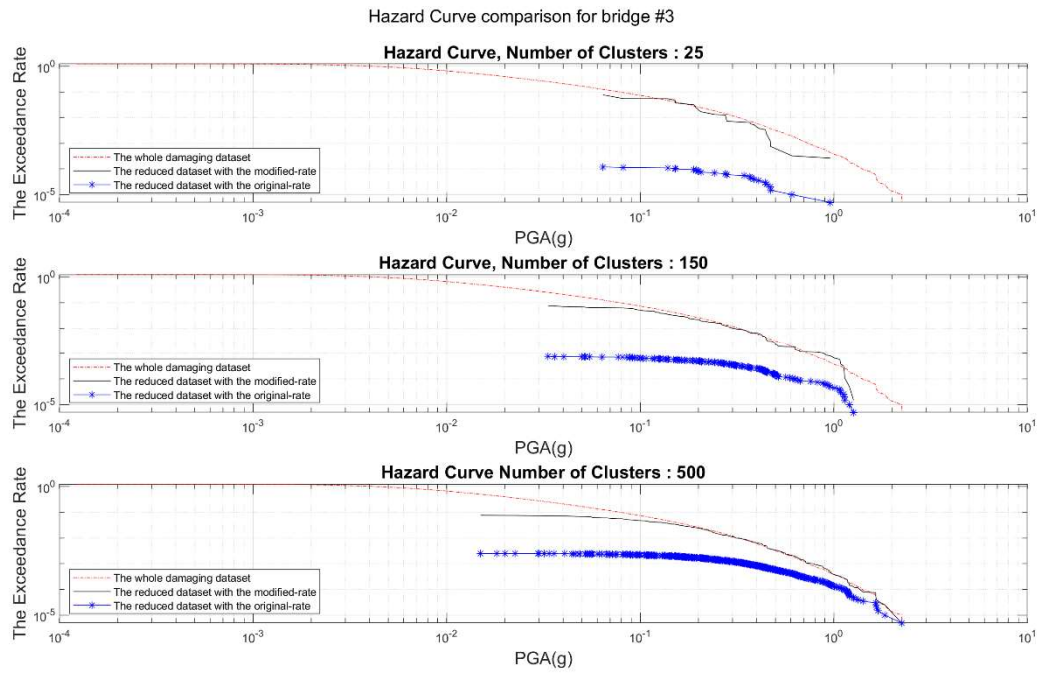 Hazard Curve comparison for bridge #3
Hazard Curve, Number of Clusters : 25
The Exceedance Rate
10^0
10^-5
The whole damaging dataset
The reduced dataset with the modified-rate
The reduced dataset with the original-rate
10^-4 10^-3 10^-2 10^-1 10^0 10^1
PGA(g)
Hazard Curve, Number of Clusters : 150
The Exceedance Rate
10^0
10^-5
The whole damaging dataset
The reduced dataset with the modified-rate
The reduced dataset with the original-rate
10^-4 10^-3 10^-2 10^-1 10^0 10^1
PGA(g)
Hazard Curve Number of Clusters : 500
The Exceedance Rate
10^0
10^-5
The whole damaging dataset
The reduced dataset with the modified-rate
The reduced dataset with the original-rate
10^-4 10^-3 10^-2 10^-1 10^0 10^1
PGA(g)